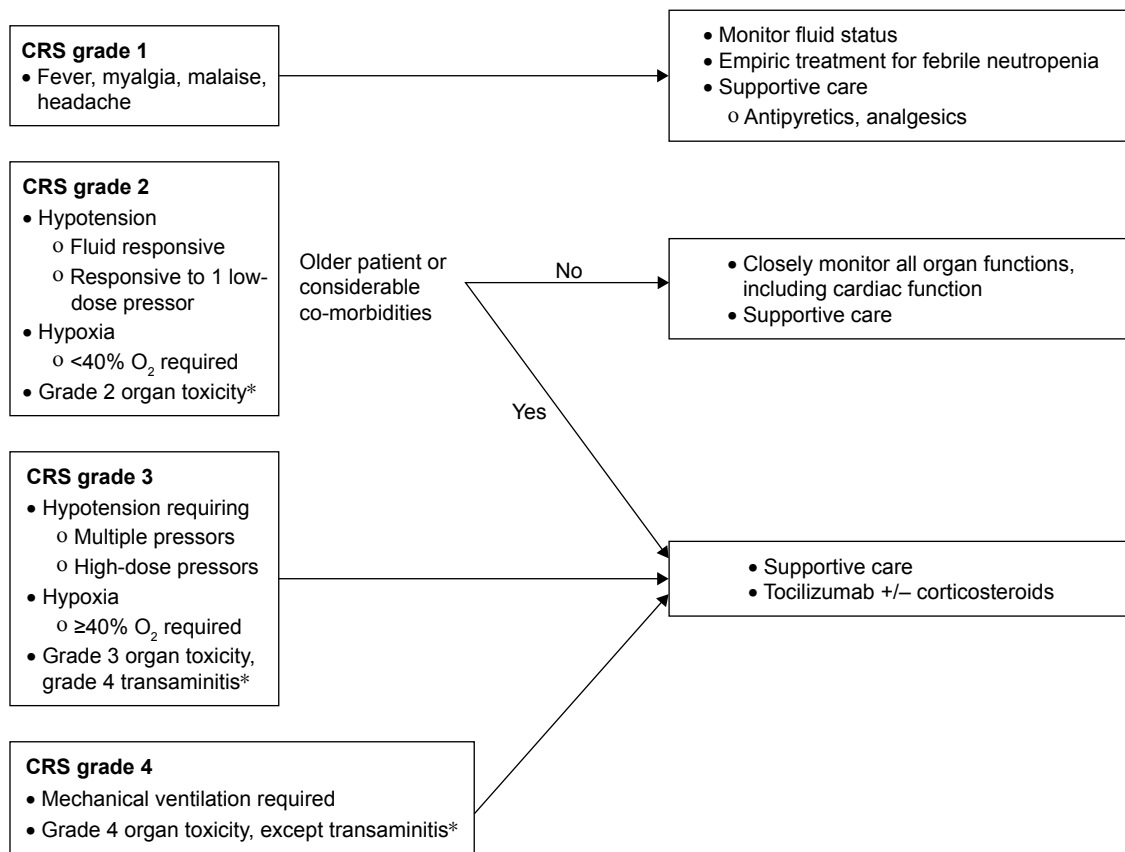 CRS grade 1
• Fever, myalgia, malaise,
headache
• Monitor fluid status
• Empiric treatment for febrile neutropenia
• Supportive care
o Antipyretics, analgesics
CRS grade 2
• Hypotension
o Fluid responsive
o Responsive to 1 low-
dose pressor
• Hypoxia
o <40% O₂ required
• Grade 2 organ toxicity*
Older patient or
considerable
co-morbidities
No
Yes
• Closely monitor all organ functions,
including cardiac function
• Supportive care
CRS grade 3
• Hypotension requiring
o Multiple pressors
o High-dose pressors
• Hypoxia
o ≥40% O₂ required
• Grade 3 organ toxicity,
grade 4 transaminitis*
• Supportive care
• Tocilizumab +/– corticosteroids
CRS grade 4
• Mechanical ventilation required
• Grade 4 organ toxicity, except transaminitis*